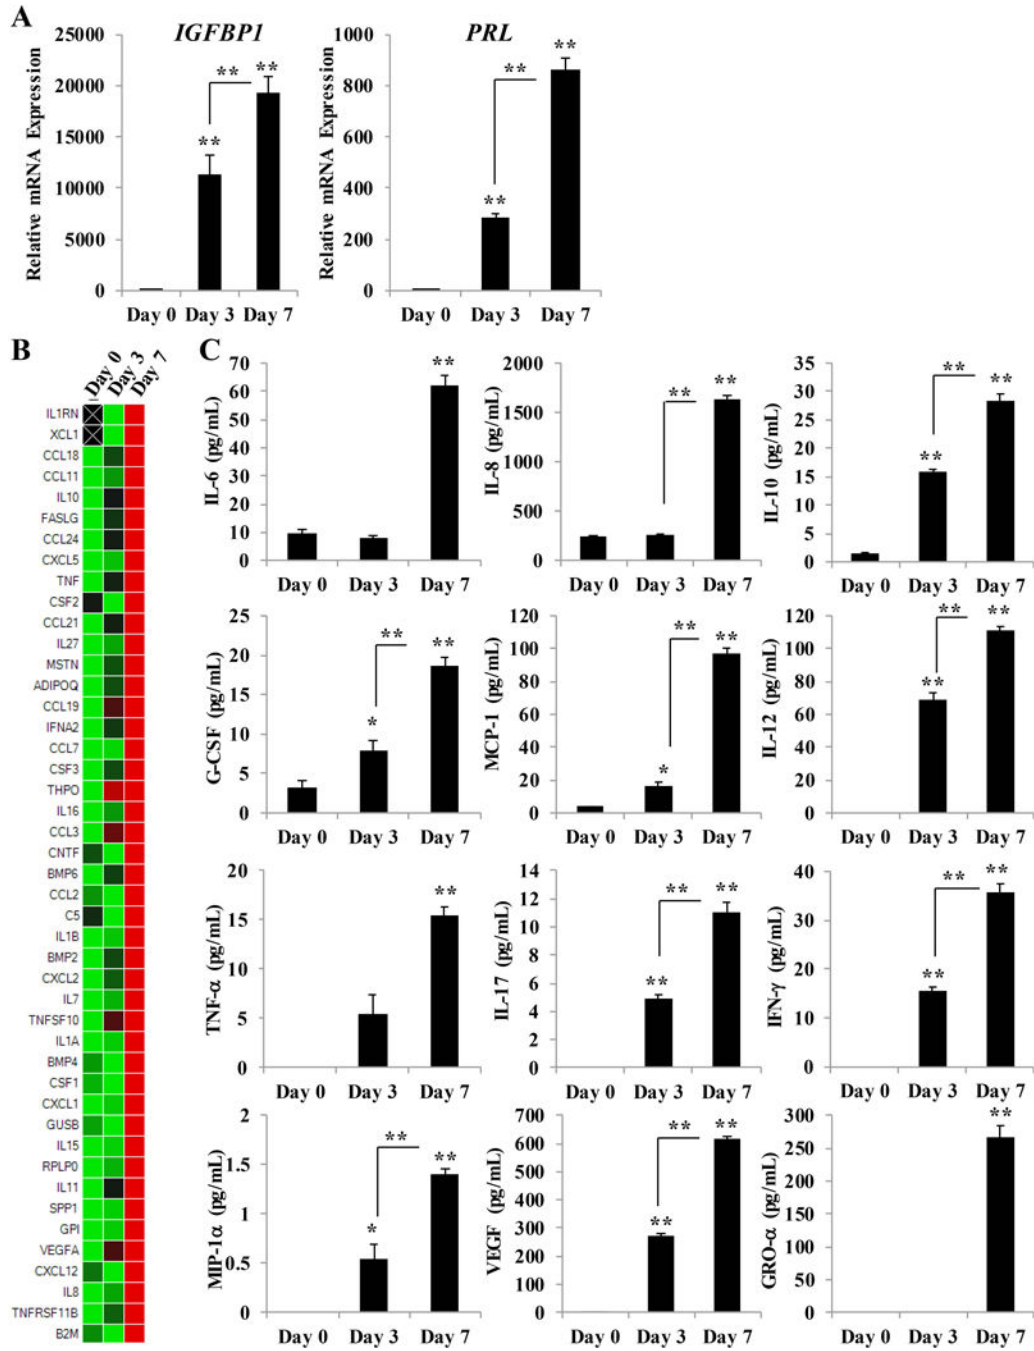 A
IGFBP1
PRL
Relative mRNA Expression
25000
20000
15000
10000
5000
0
**
**
**
Day 0 Day 3 Day 7
Relative mRNA Expression
1000
800
600
400
200
0
**
**
**
Day 0 Day 3 Day 7
B
Day 0
Day 3
Day 7
IL1RN
XCL1
CCL18
CCL11
IL10
FASLG
CCL24
CXCL5
TNF
CSF2
CCL21
IL27
MSTN
ADIPOQ
CCL19
IFNA2
CCL7
CSF3
THPO
IL16
CCL3
CNTF
BMP6
CCL2
C5
IL1B
BMP2
CXCL2
IL7
TNFSF10
IL1A
BMP4
CSF1
CXCL1
GUSB
IL15
RPLP0
IL11
SPP1
GPI
VEGFA
CXCL12
IL8
TNFRSF11B
B2M
C
IL-6 (pg/mL)
70
60
50
40
30
20
10
0
**
Day 0 Day 3 Day 7
IL-8 (pg/mL)
2000
1500
1000
500
0
**
**
Day 0 Day 3 Day 7
IL-10 (pg/mL)
35
30
25
20
15
10
5
0
**
**
**
Day 0 Day 3 Day 7
G-CSF (pg/mL)
25
20
15
10
5
0
*
**
**
Day 0 Day 3 Day 7
MCP-1 (pg/mL)
120
100
80
60
40
20
0
*
**
**
Day 0 Day 3 Day 7
IL-12 (pg/mL)
120
100
80
60
40
20
0
**
**
**
Day 0 Day 3 Day 7
TNF-α (pg/mL)
20
15
10
5
0
**
Day 0 Day 3 Day 7
IL-17 (pg/mL)
14
12
10
8
6
4
2
0
**
**
**
Day 0 Day 3 Day 7
IFN-γ (pg/mL)
40
30
20
10
0
**
**
**
Day 0 Day 3 Day 7
MIP-1α (pg/mL)
2
1.5
1
0.5
0
*
**
**
Day 0 Day 3 Day 7
VEGF (pg/mL)
700
600
500
400
300
200
100
0
**
**
**
Day 0 Day 3 Day 7
GRO-α (pg/mL)
300
250
200
150
100
50
0
**
Day 0 Day 3 Day 7